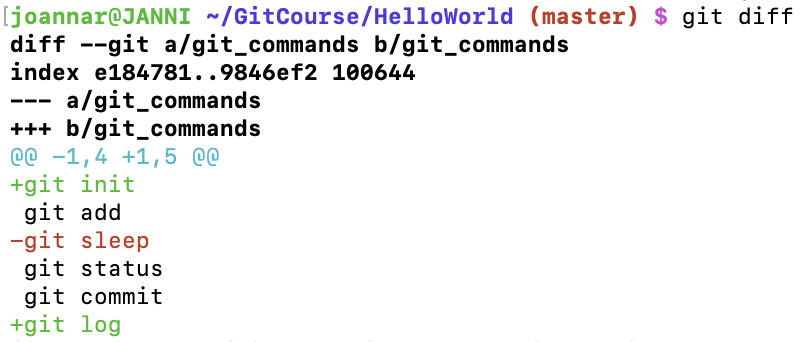 [joannar@JANNI ~/GitCourse/HelloWorld (master) $ git diff
diff --git a/git_commands b/git_commands
index e184781..9846ef2 100644
--- a/git_commands
+++ b/git_commands
@@ -1,4 +1,5 @@
+git init
 git add
-git sleep
 git status
 git commit
+git log